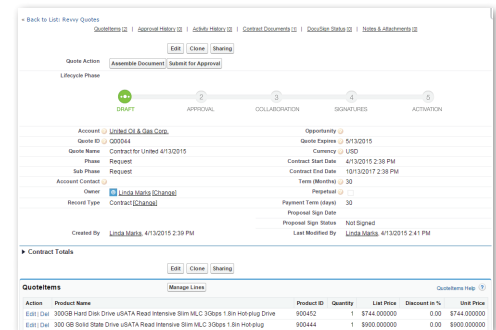 « Back to List: Revvy Quotes
QuoteItems [2] | Approval History [0] | Activity History [0] | Contract Documents [1] | DocuSign Status [0] | Notes & Attachments [0]
Edit Clone Sharing
Quote Action Assemble Document Submit for Approval
Lifecycle Phase
2 3 4 5
DRAFT APPROVAL COLLABORATION SIGNATURES ACTIVATION
Account United Oil & Gas Corp. Opportunity
Quote ID Q00044 Quote Expires 5/13/2015
Quote Name Contract for United 4/13/2015 Currency USD
Phase Request Contract Start Date 4/13/2015 2:38 PM
Sub Phase Request Contract End Date 10/13/2017 2:38 PM
Account Contact Term (Months) 30
Owner Linda Marks [Change] Perpetual
Record Type Contract [Change] Payment Term (days) 30
Proposal Sign Date
Proposal Sign Status Not Signed
Created By Linda Marks, 4/13/2015 2:39 PM Last Modified By Linda Marks, 4/13/2015 2:41 PM
Contract Totals
Edit Clone Sharing
QuoteItems Manage Lines QuoteItems Help ?
Action Product Name Product ID Quantity List Price Discount in % Unit Price
Edit | Del 300GB Hard Disk Drive uSATA Read Intensive Slim MLC 3Gbps 1.8in Hot-plug Drive 900452 1 $744.000000 0.00 $744.000000
Edit | Del 300 GB Solid State Drive uSATA Read Intensive Slim MLC 3Gbps 1.8in Hot-plug 900444 1 $900.000000 0.00 $900.000000